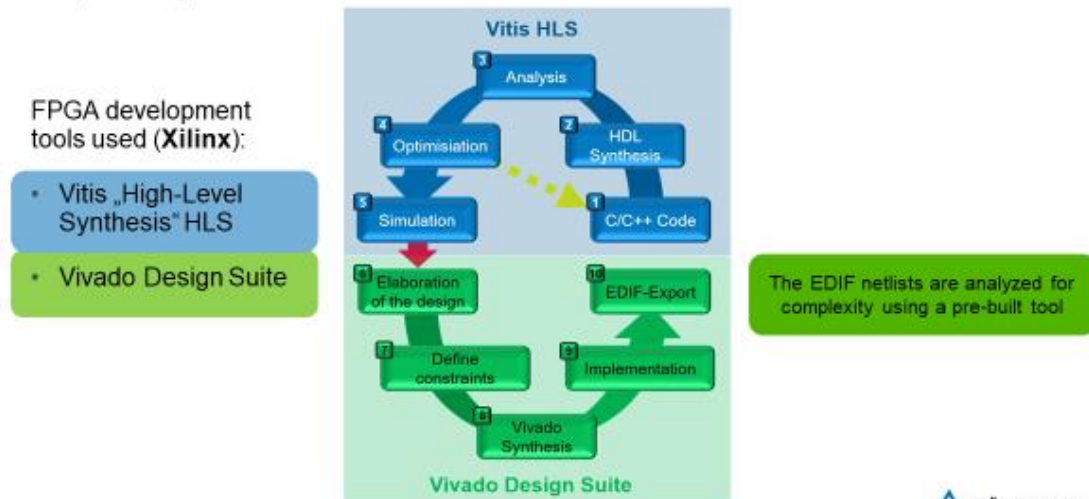 FPGA development
tools used (Xilinx):
• Vitis „High-Level
Synthesis“ HLS
• Vivado Design Suite
Vitis HLS
3
Analysis
4
Optimisiation
2
HDL
Synthesis
5
Simulation
1
C/C++ Code
6
Elaboration
of the design
10
EDIF-Export
7
Define
constraints
9
Implementation
8
Vivado
Synthesis
Vivado Design Suite
The EDIF netlists are analyzed for
complexity using a pre-built tool